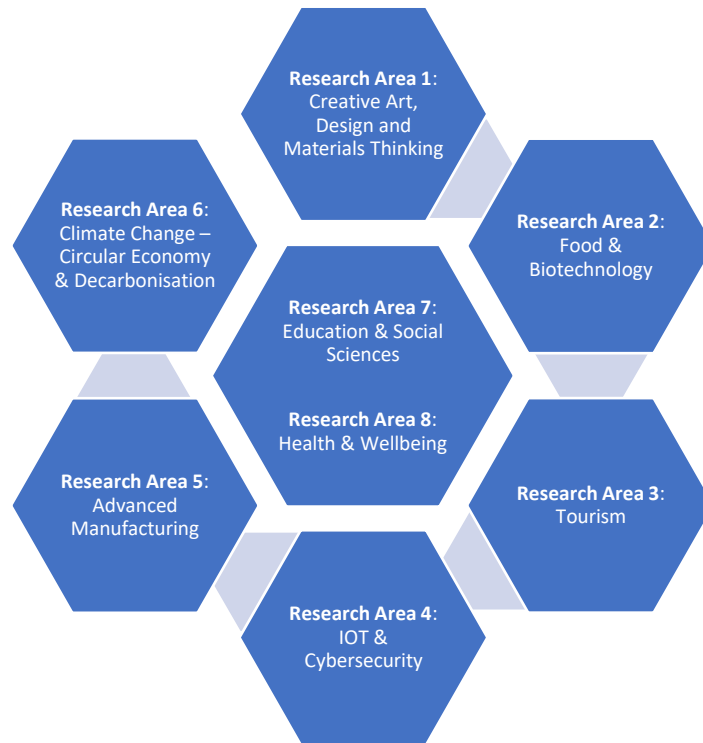 Research Area 1:
Creative Art,
Design and
Materials Thinking
Research Area 2:
Food &
Biotechnology
Research Area 3:
Tourism
Research Area 4:
IOT &
Cybersecurity
Research Area 5:
Advanced
Manufacturing
Research Area 6:
Climate Change –
Circular Economy
& Decarbonisation
Research Area 7:
Education & Social
Sciences
Research Area 8:
Health & Wellbeing